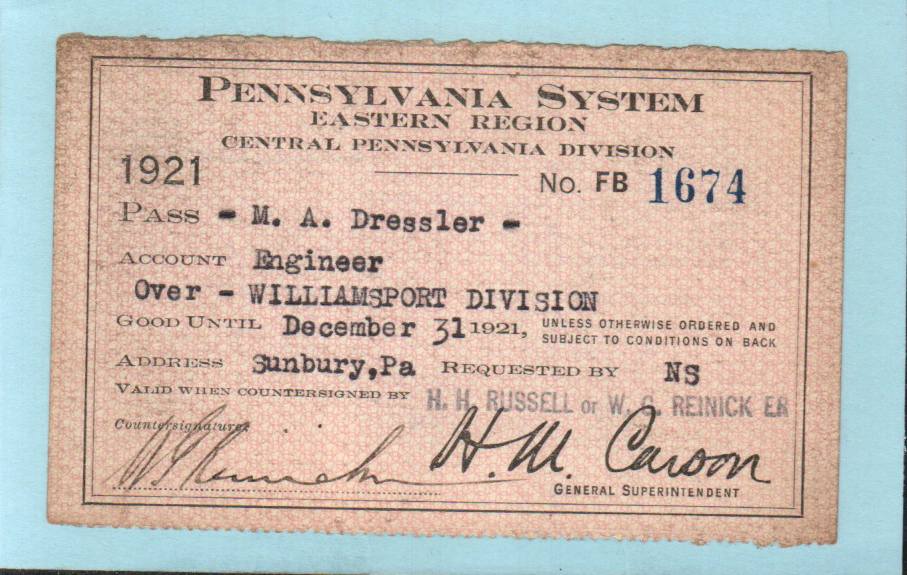 PENNSYLVANIA SYSTEM
EASTERN REGION
CENTRAL PENNSYLVANIA DIVISION
1921 No. FB 1674
PASS - M. A. Dressler -
ACCOUNT Engineer
Over - WILLIAMSPORT DIVISION
GOOD UNTIL December 31 1921, UNLESS OTHERWISE ORDERED AND
SUBJECT TO CONDITIONS ON BACK
ADDRESS Sunbury,Pa REQUESTED BY NS
VALID WHEN COUNTERSIGNED BY H. H. RUSSELL or W. G. REINICK ER
Countersignature
H. M. Carson
GENERAL SUPERINTENDENT